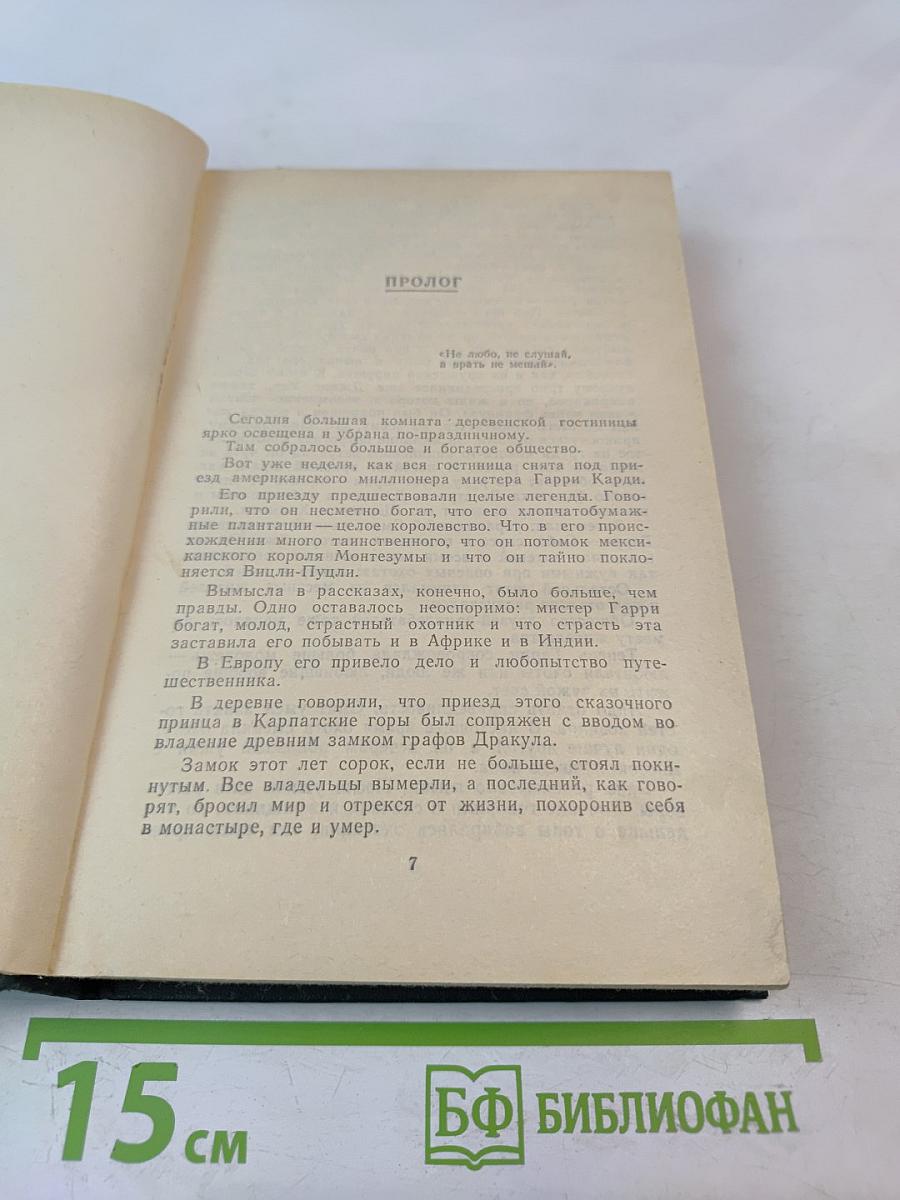 ПРОЛОГ
«Не любо, не слушай,
а врать не мешай».
Сегодня большая комната деревенской гостиницы
ярко освещена и убрана по-праздничному.
Там собралось большое и богатое общество.
Вот уже неделя, как вся гостиница снята под при-
езд американского миллионера мистера Гарри Карди.
Его приезду предшествовали целые легенды. Гово-
рили, что он несметно богат, что его хлопчатобумаж-
ные плантации — целое королевство. Что в его проис-
хождении много таинственного, что он потомок мекси-
канского короля Монтезумы и что он тайно покло-
няется Вицли-Пуцли.
Вымысла в рассказах, конечно, было больше, чем
правды. Одно оставалось неоспоримо: мистер Гарри
богат, молод, страстный охотник и что страсть эта
заставила его побывать и в Африке и в Индии.
В Европу его привело дело и любопытство путе-
шественника.
В деревне говорили, что приезд этого сказочного
принца в Карпатские горы был сопряжен с вводом во
владение древним замком графов Дракула.
Замок этот лет сорок, если не больше, стоял поки-
нутым. Все владельцы вымерли, а последний, как гово-
рят, бросил мир и отрекся от жизни, похоронив себя
в монастыре, где и умер.
7
15 см
БФ БИБЛИОФАН